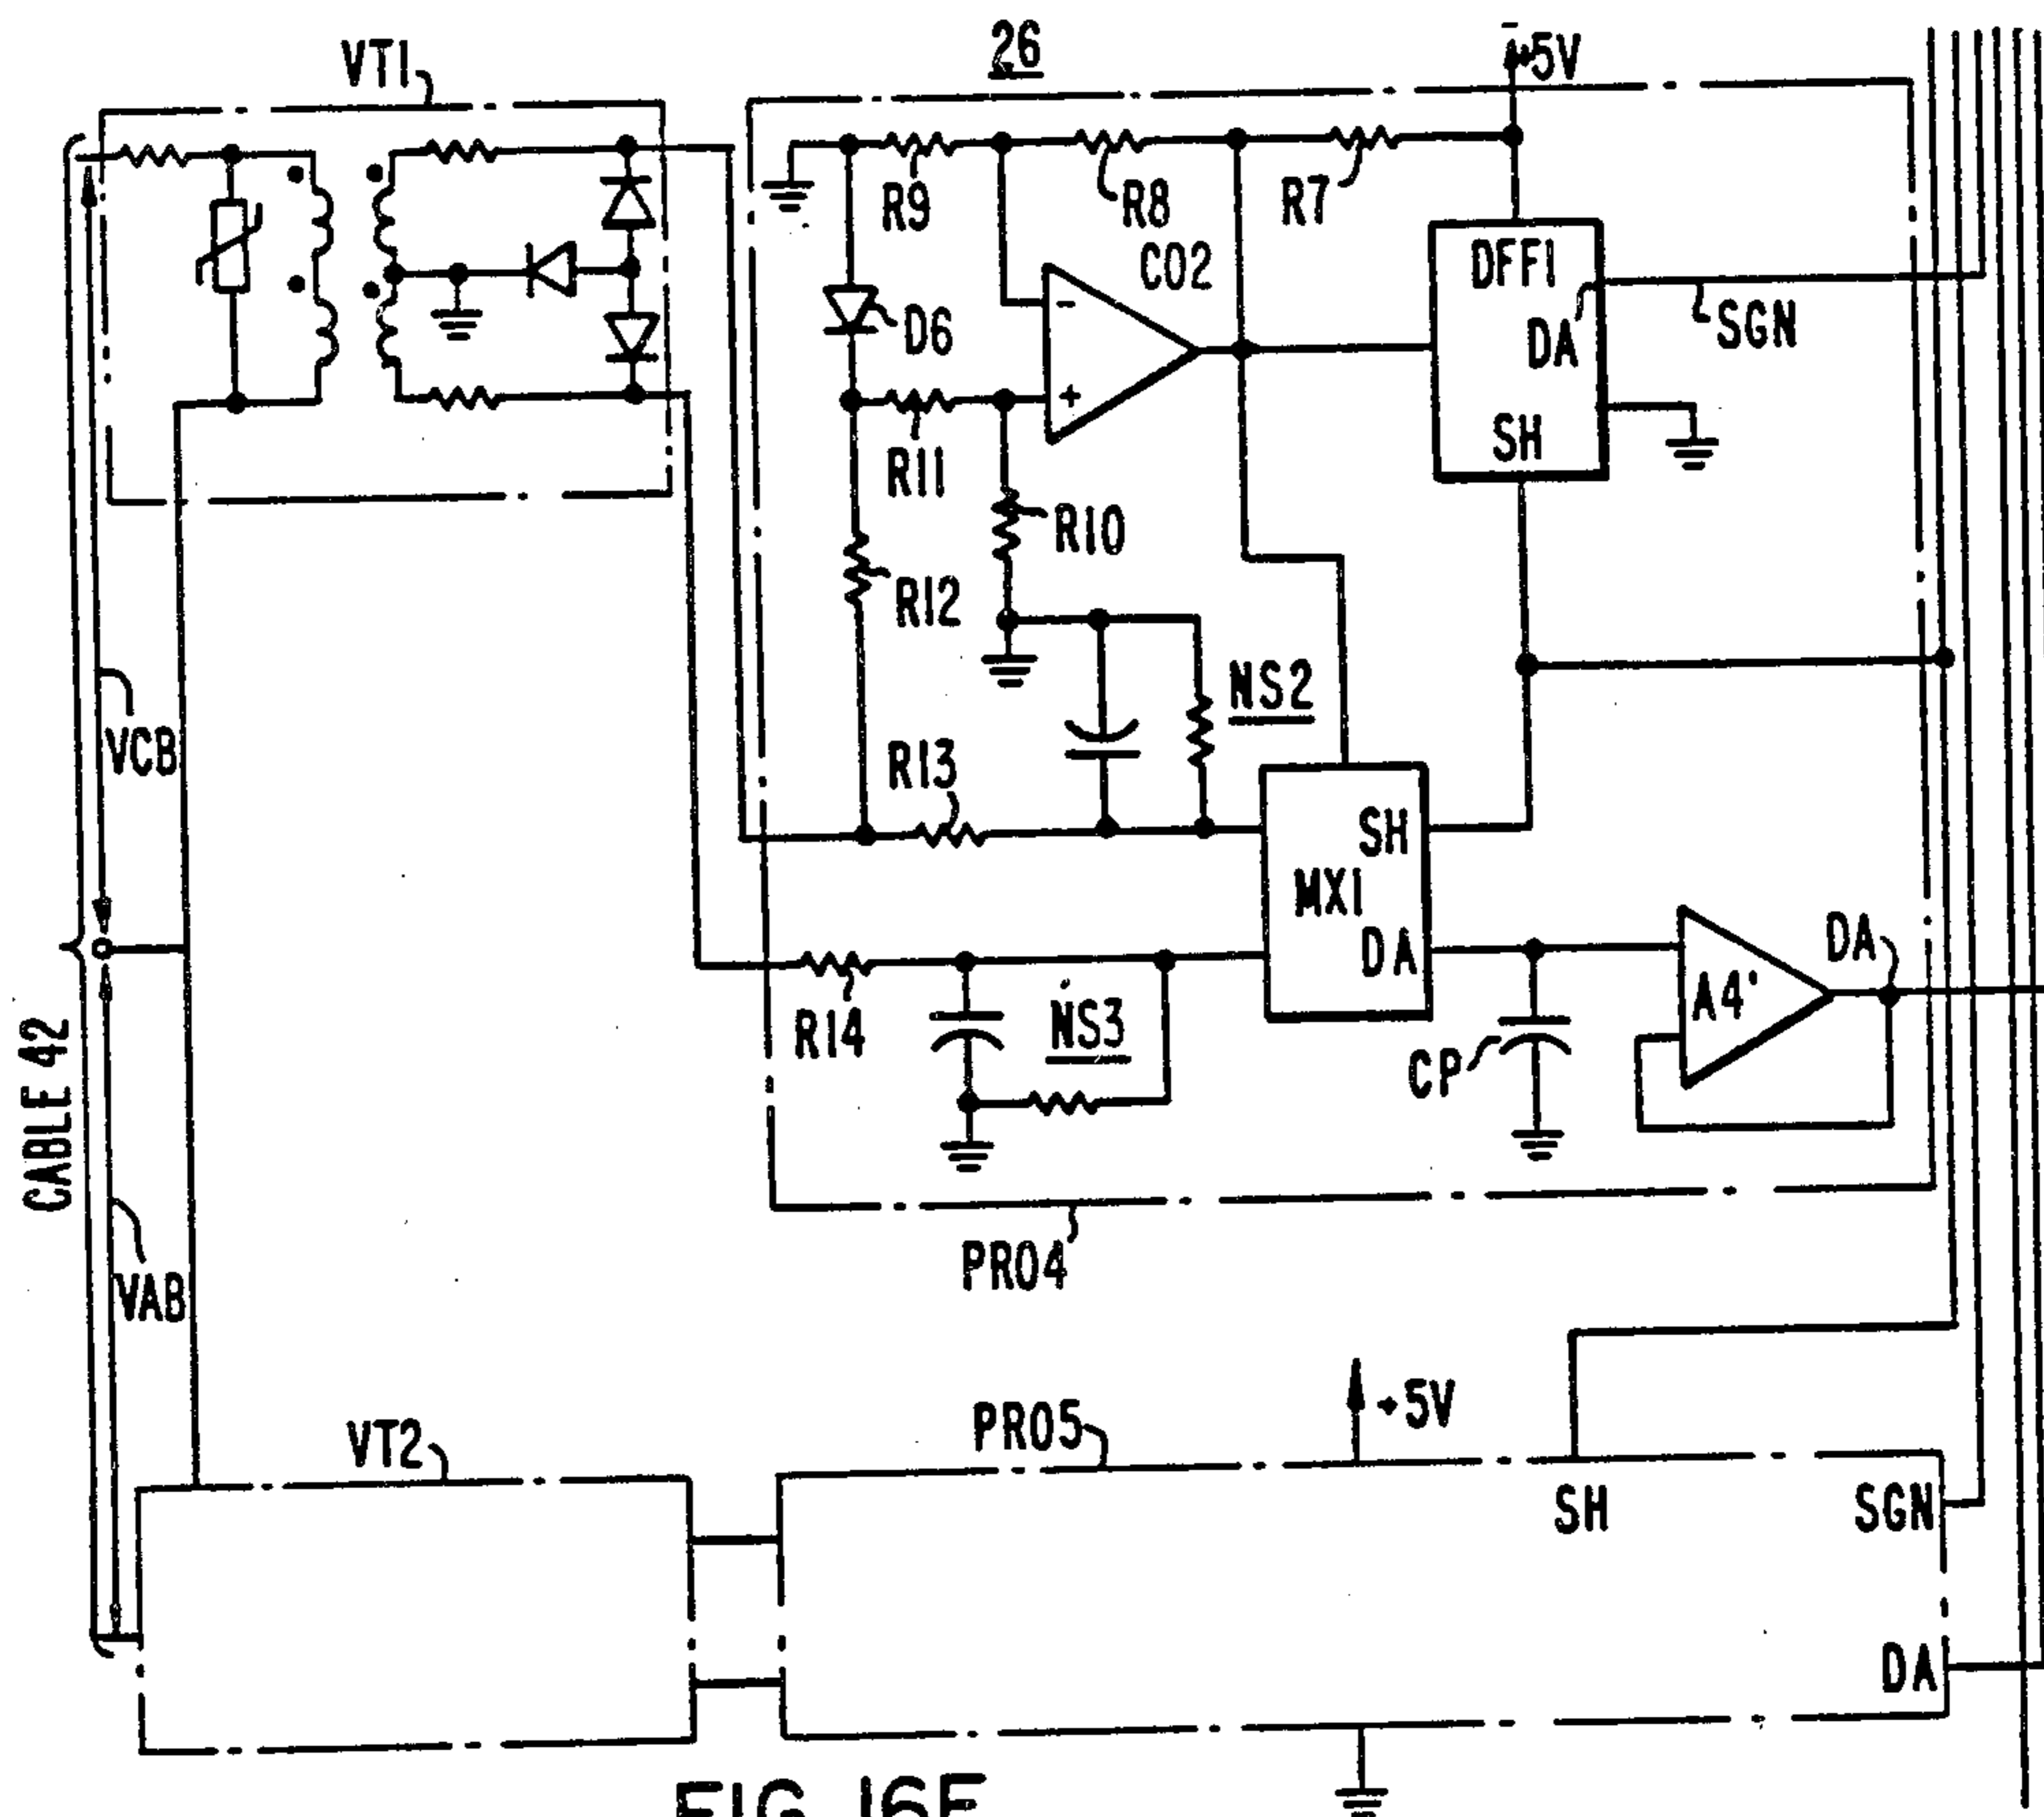 VT1
26
+5V
R9
R8
R7
CO2
DFF1
DA
SH
SGN
D6
R11
R10
R12
NS2
VCB
R13
SH
MX1
DA
DA
A4'
R14
NS3
CP
CABLE 42
PRO4
VAB
VT2
PRO5
+5V
SH
SGN
DA